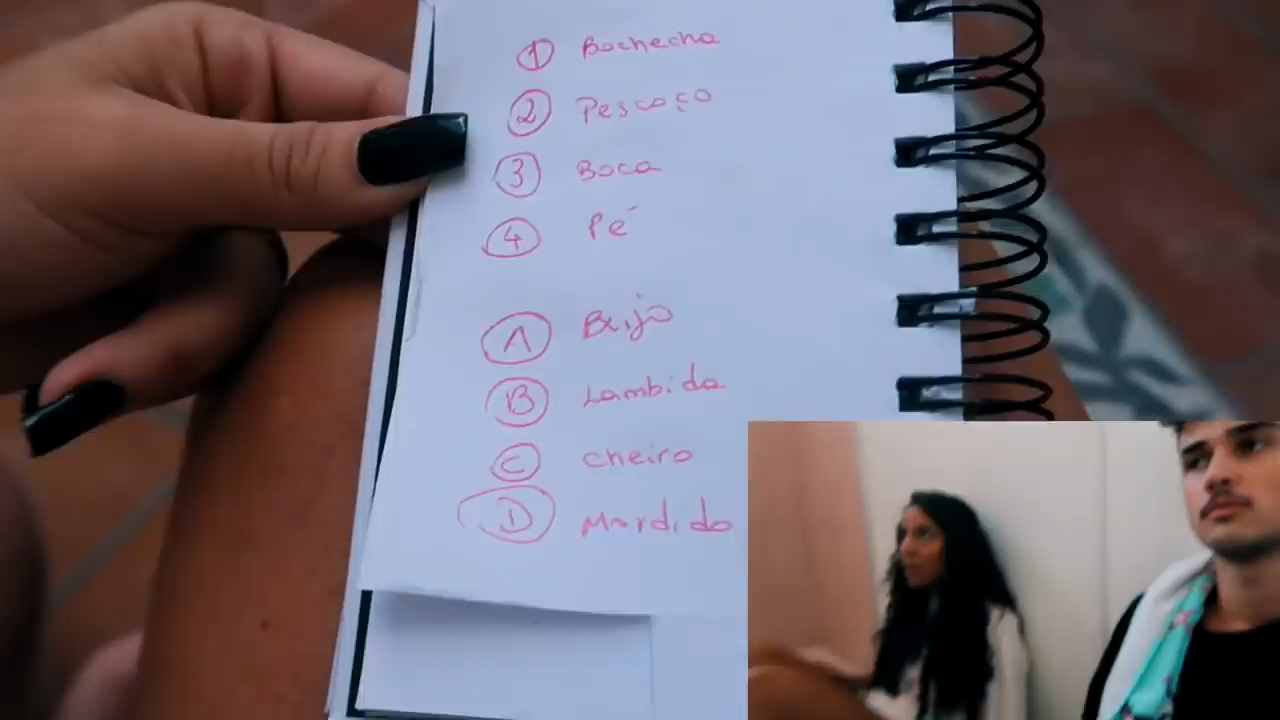 1 Bochecha
2 Pescoço
3 Boca
4 Pé
A Beijo
B Lambida
C cheiro
D Mordida